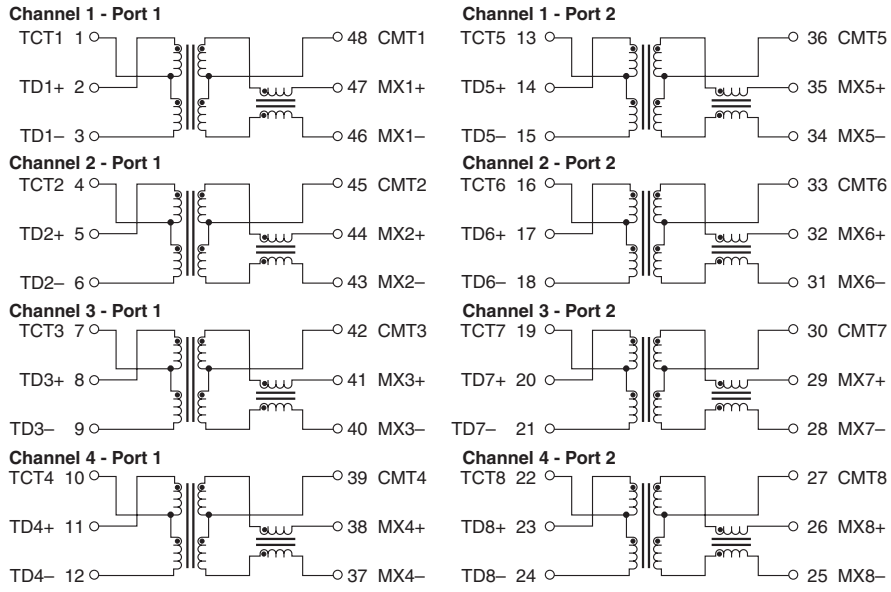 Channel 1 - Port 1
TCT1 1 48 CMT1
TD1+ 2 47 MX1+
TD1– 3 46 MX1–
Channel 2 - Port 1
TCT2 4 45 CMT2
TD2+ 5 44 MX2+
TD2– 6 43 MX2–
Channel 3 - Port 1
TCT3 7 42 CMT3
TD3+ 8 41 MX3+
TD3– 9 40 MX3–
Channel 4 - Port 1
TCT4 10 39 CMT4
TD4+ 11 38 MX4+
TD4– 12 37 MX4–
Channel 1 - Port 2
TCT5 13 36 CMT5
TD5+ 14 35 MX5+
TD5– 15 34 MX5–
Channel 2 - Port 2
TCT6 16 33 CMT6
TD6+ 17 32 MX6+
TD6– 18 31 MX6–
Channel 3 - Port 2
TCT7 19 30 CMT7
TD7+ 20 29 MX7+
TD7– 21 28 MX7–
Channel 4 - Port 2
TCT8 22 27 CMT8
TD8+ 23 26 MX8+
TD8– 24 25 MX8–